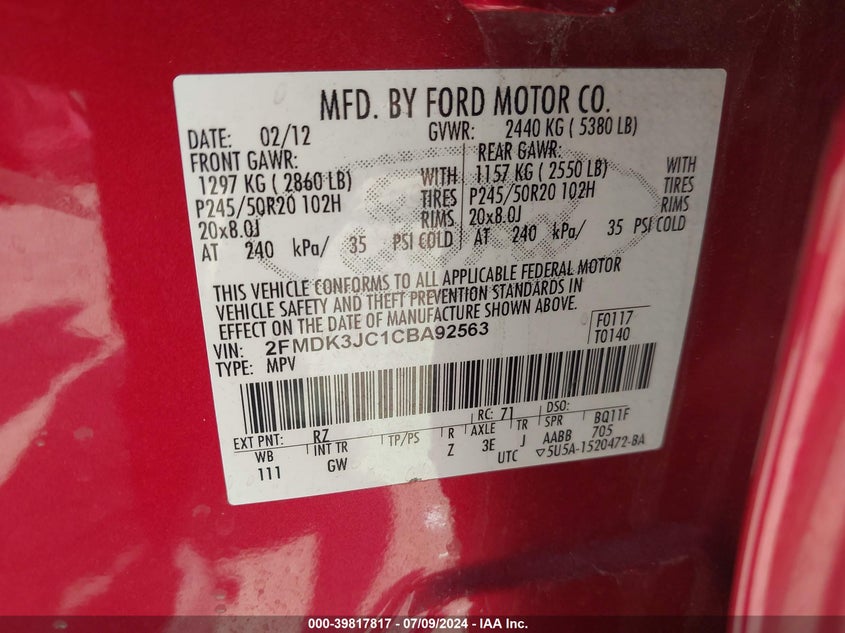 MFD. BY FORD MOTOR CO.
DATE: 02/12 GVWR: 2440 KG ( 5380 LB)
FRONT GAWR: REAR GAWR:
1297 KG ( 2860 LB) WITH 1157 KG ( 2550 LB) WITH
P245/50R20 102H TIRES P245/50R20 102H TIRES
20x8.0J RIMS 20x8.0J RIMS
AT 240 kPa/ 35 PSI COLD AT 240 kPa/ 35 PSI COLD
THIS VEHICLE CONFORMS TO ALL APPLICABLE FEDERAL MOTOR
VEHICLE SAFETY AND THEFT PREVENTION STANDARDS IN
EFFECT ON THE DATE OF MANUFACTURE SHOWN ABOVE.
VIN: 2FMDK3JC1CBA92563 F0117
TYPE: MPV T0140
EXT PNT: RZ RC: 71 DSO: BQ11F
WB INT TR TP/PS R AXLE TR SPR 705
111 GW Z 3E J AABB
UTC ▽5U5A-1520472-BA
000-39817817 - 07/09/2024 - IAA Inc.